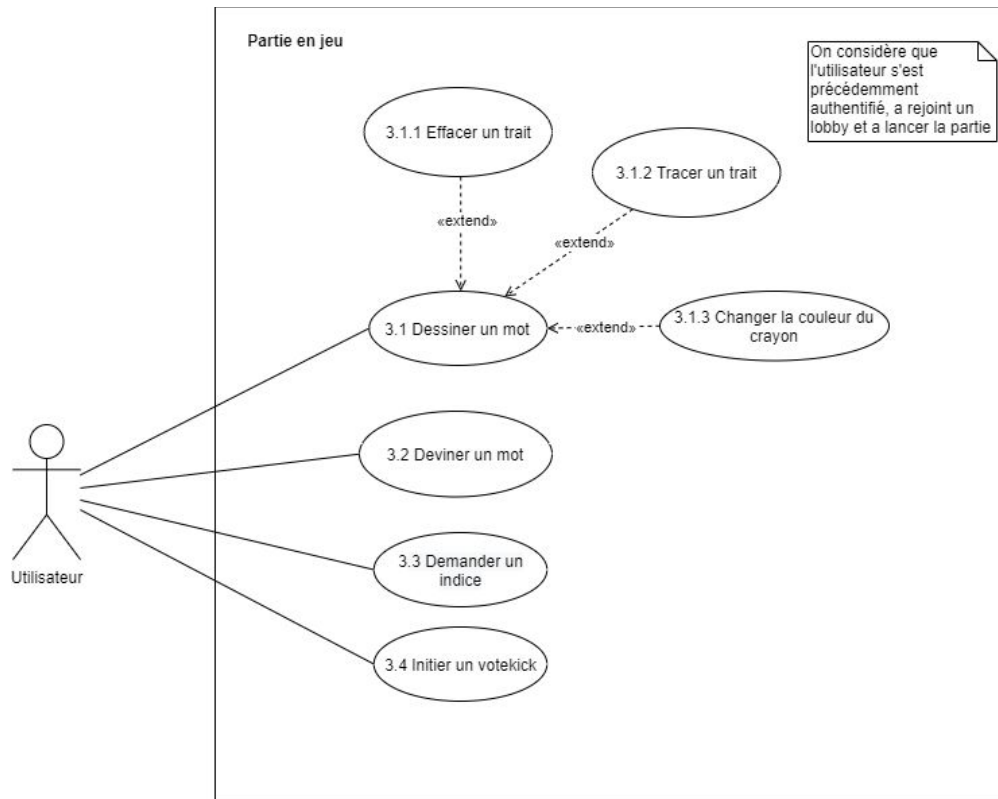 Partie en jeu
On considère que
l'utilisateur s'est
précédemment
authentifié, a rejoint un
lobby et a lancer la partie
3.1.1 Effacer un trait
3.1.2 Tracer un trait
«extend»
«extend»
3.1 Dessiner un mot
«extend»
3.1.3 Changer la couleur du
crayon
3.2 Deviner un mot
3.3 Demander un
indice
Utilisateur
3.4 Initier un votekick